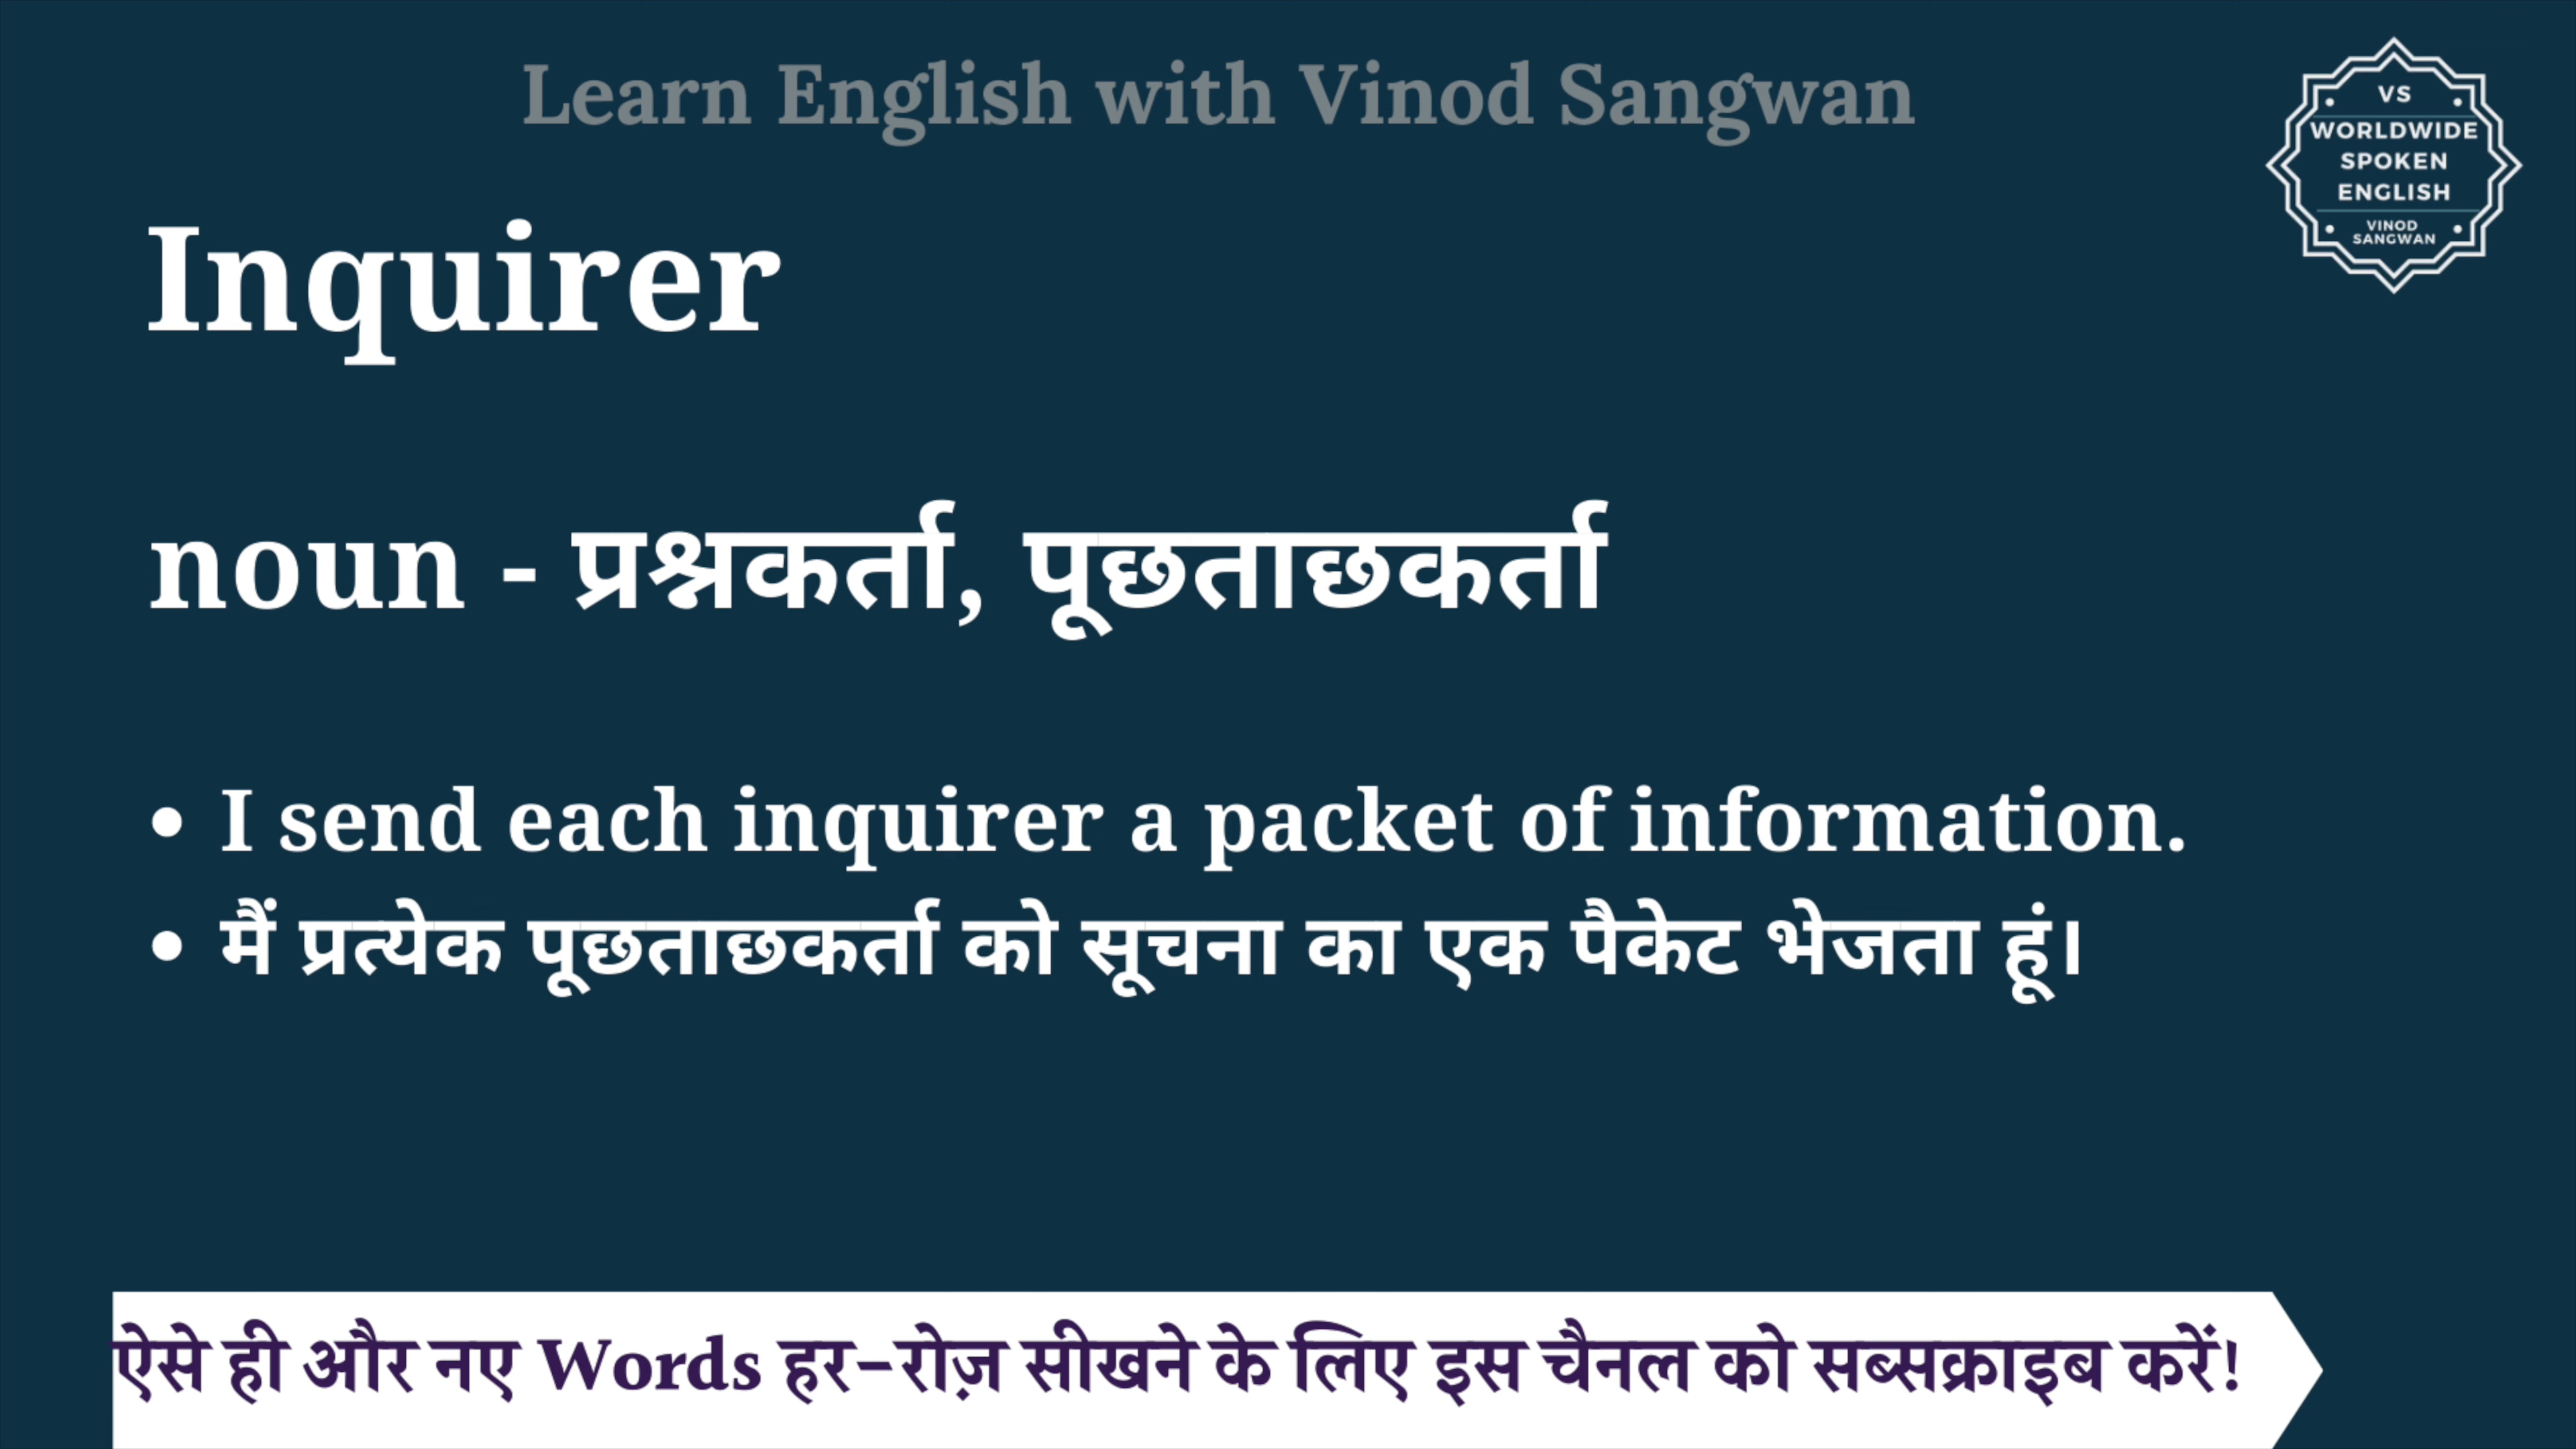 Learn English with Vinod Sangwan
VS
WORLDWIDE
SPOKEN
ENGLISH
VINOD
SANGWAN
Inquirer
noun - प्रश्नकर्ता, पूछताछकर्ता
• I send each inquirer a packet of information.
• मैं प्रत्येक पूछताछकर्ता को सूचना का एक पैकेट भेजता हूं।
ऐसे ही और नए Words हर-रोज़ सीखने के लिए इस चैनल को सब्सक्राइब करें!